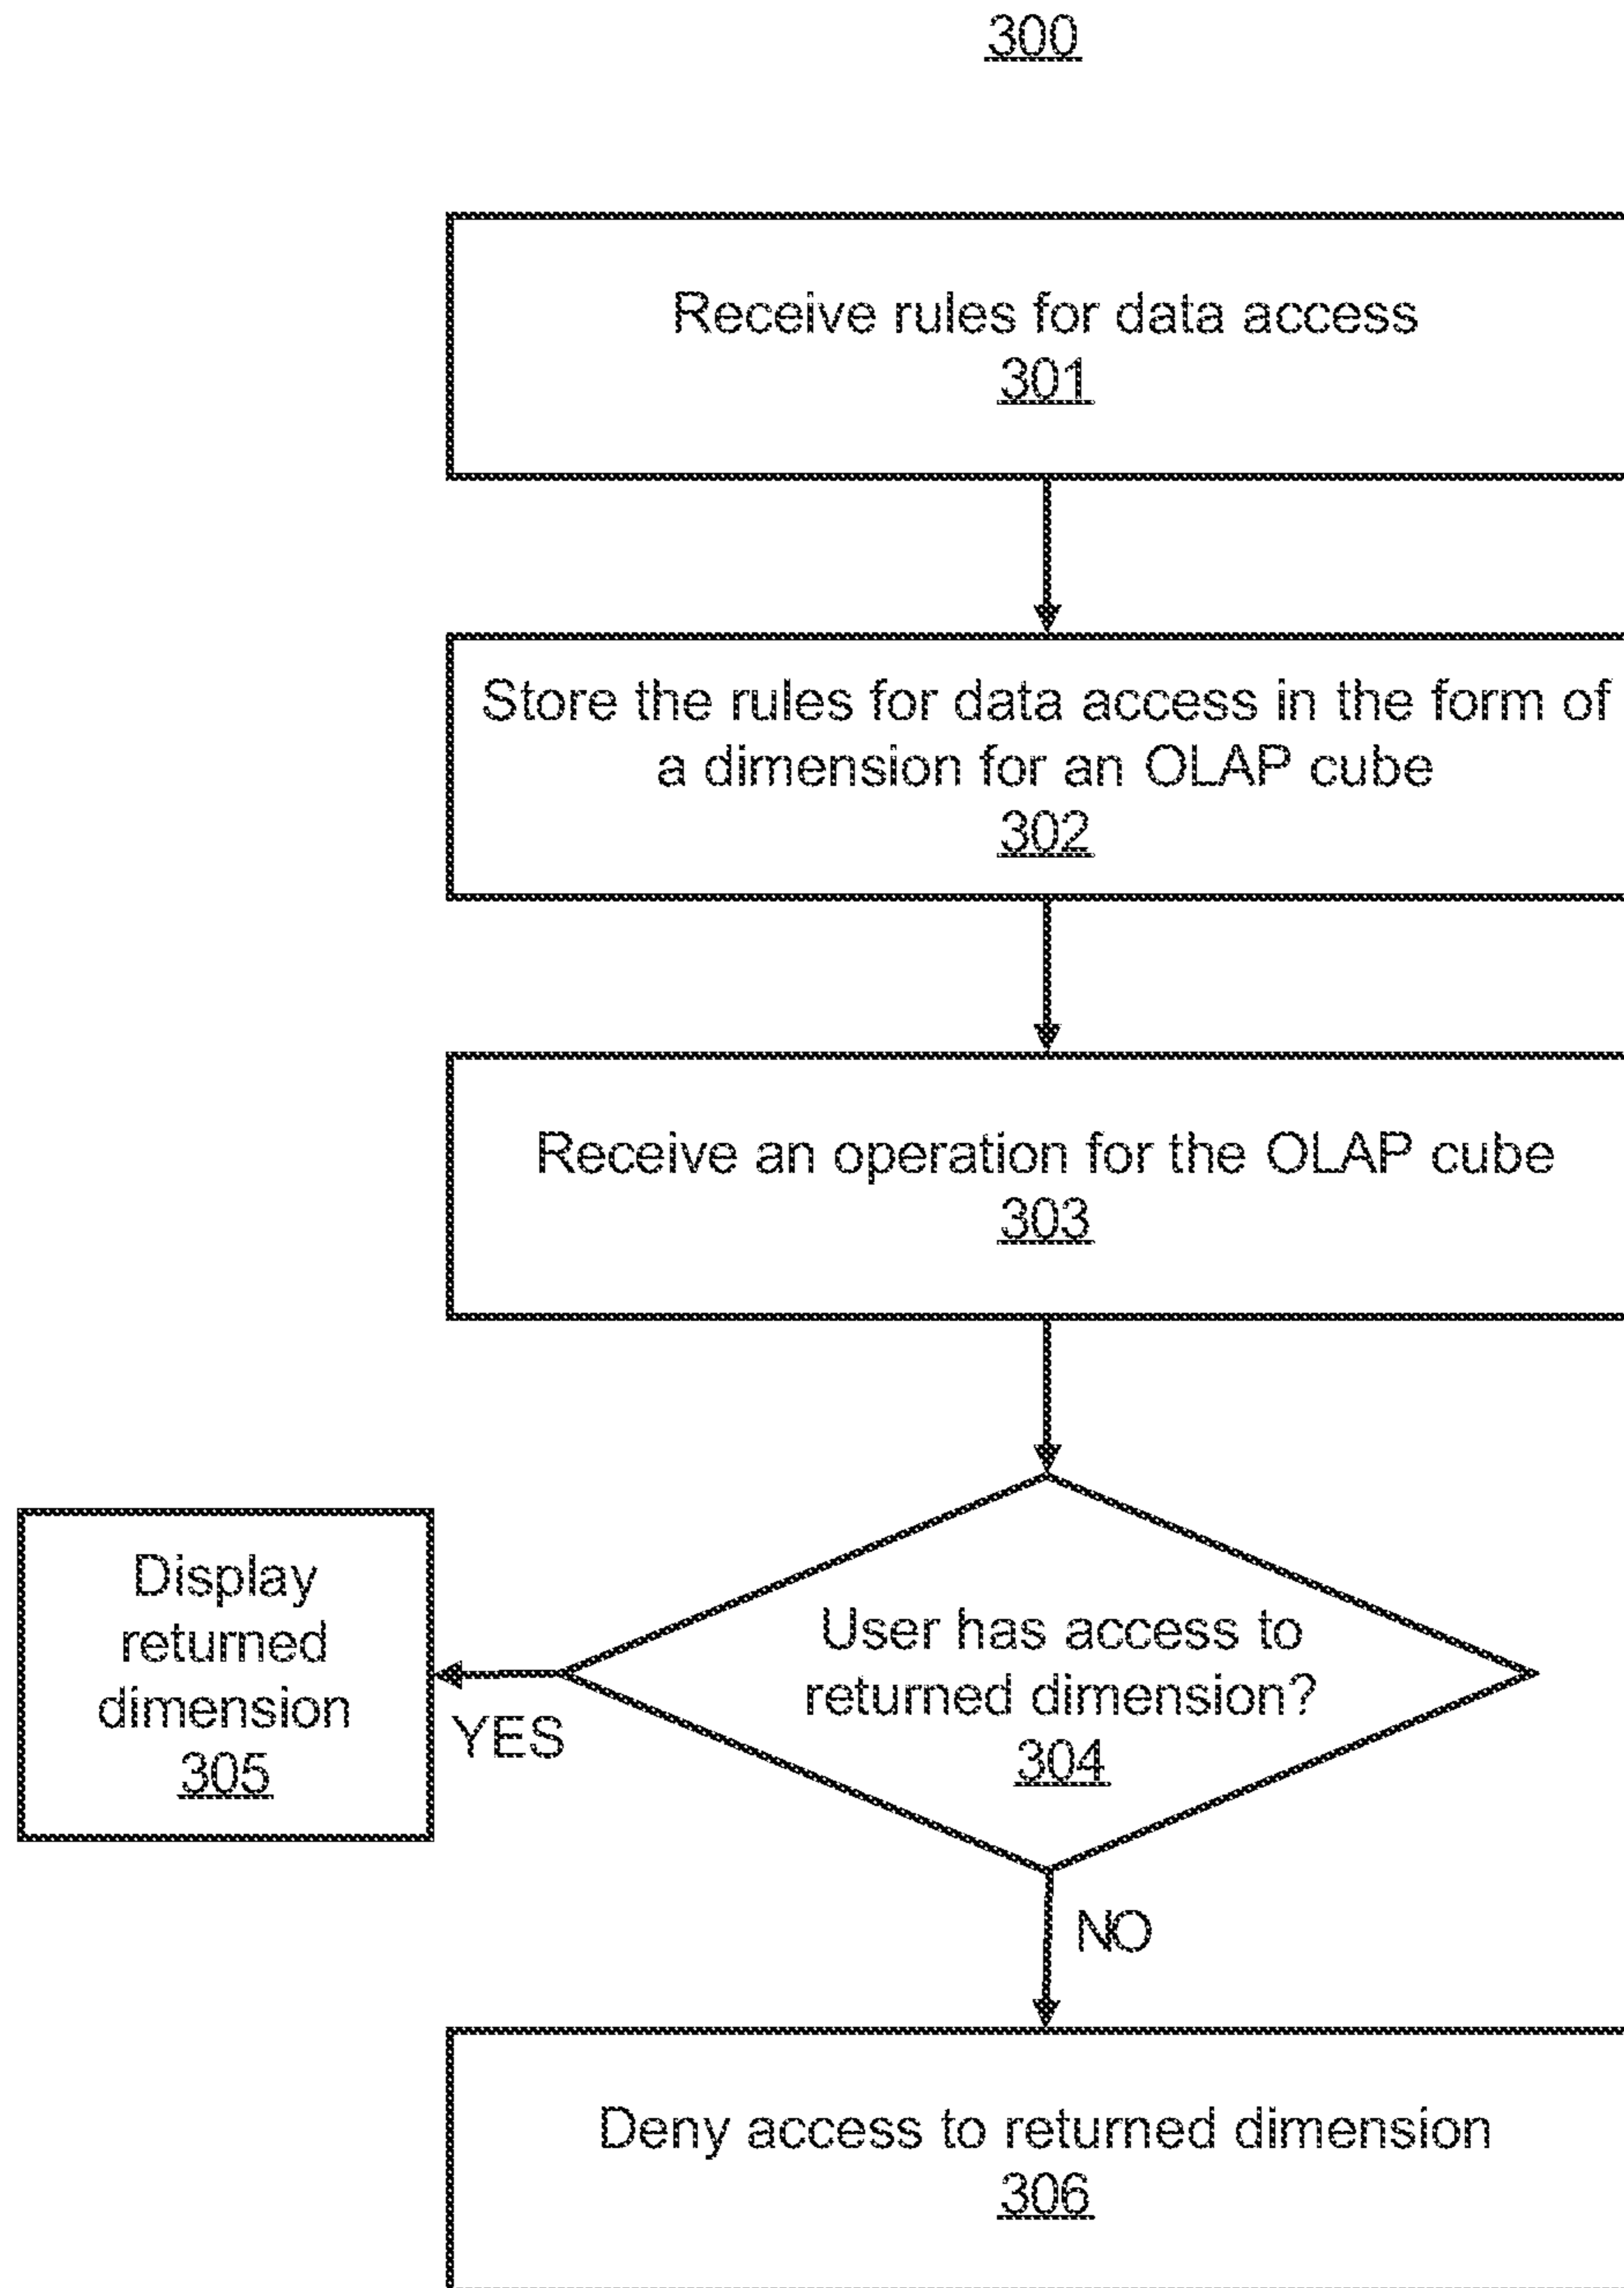 300
Receive rules for data access
301
Store the rules for data access in the form of
a dimension for an OLAP cube
302
Receive an operation for the OLAP cube
303
User has access to
returned dimension?
304
YES
Display
returned
dimension
305
NO
Deny access to returned dimension
306